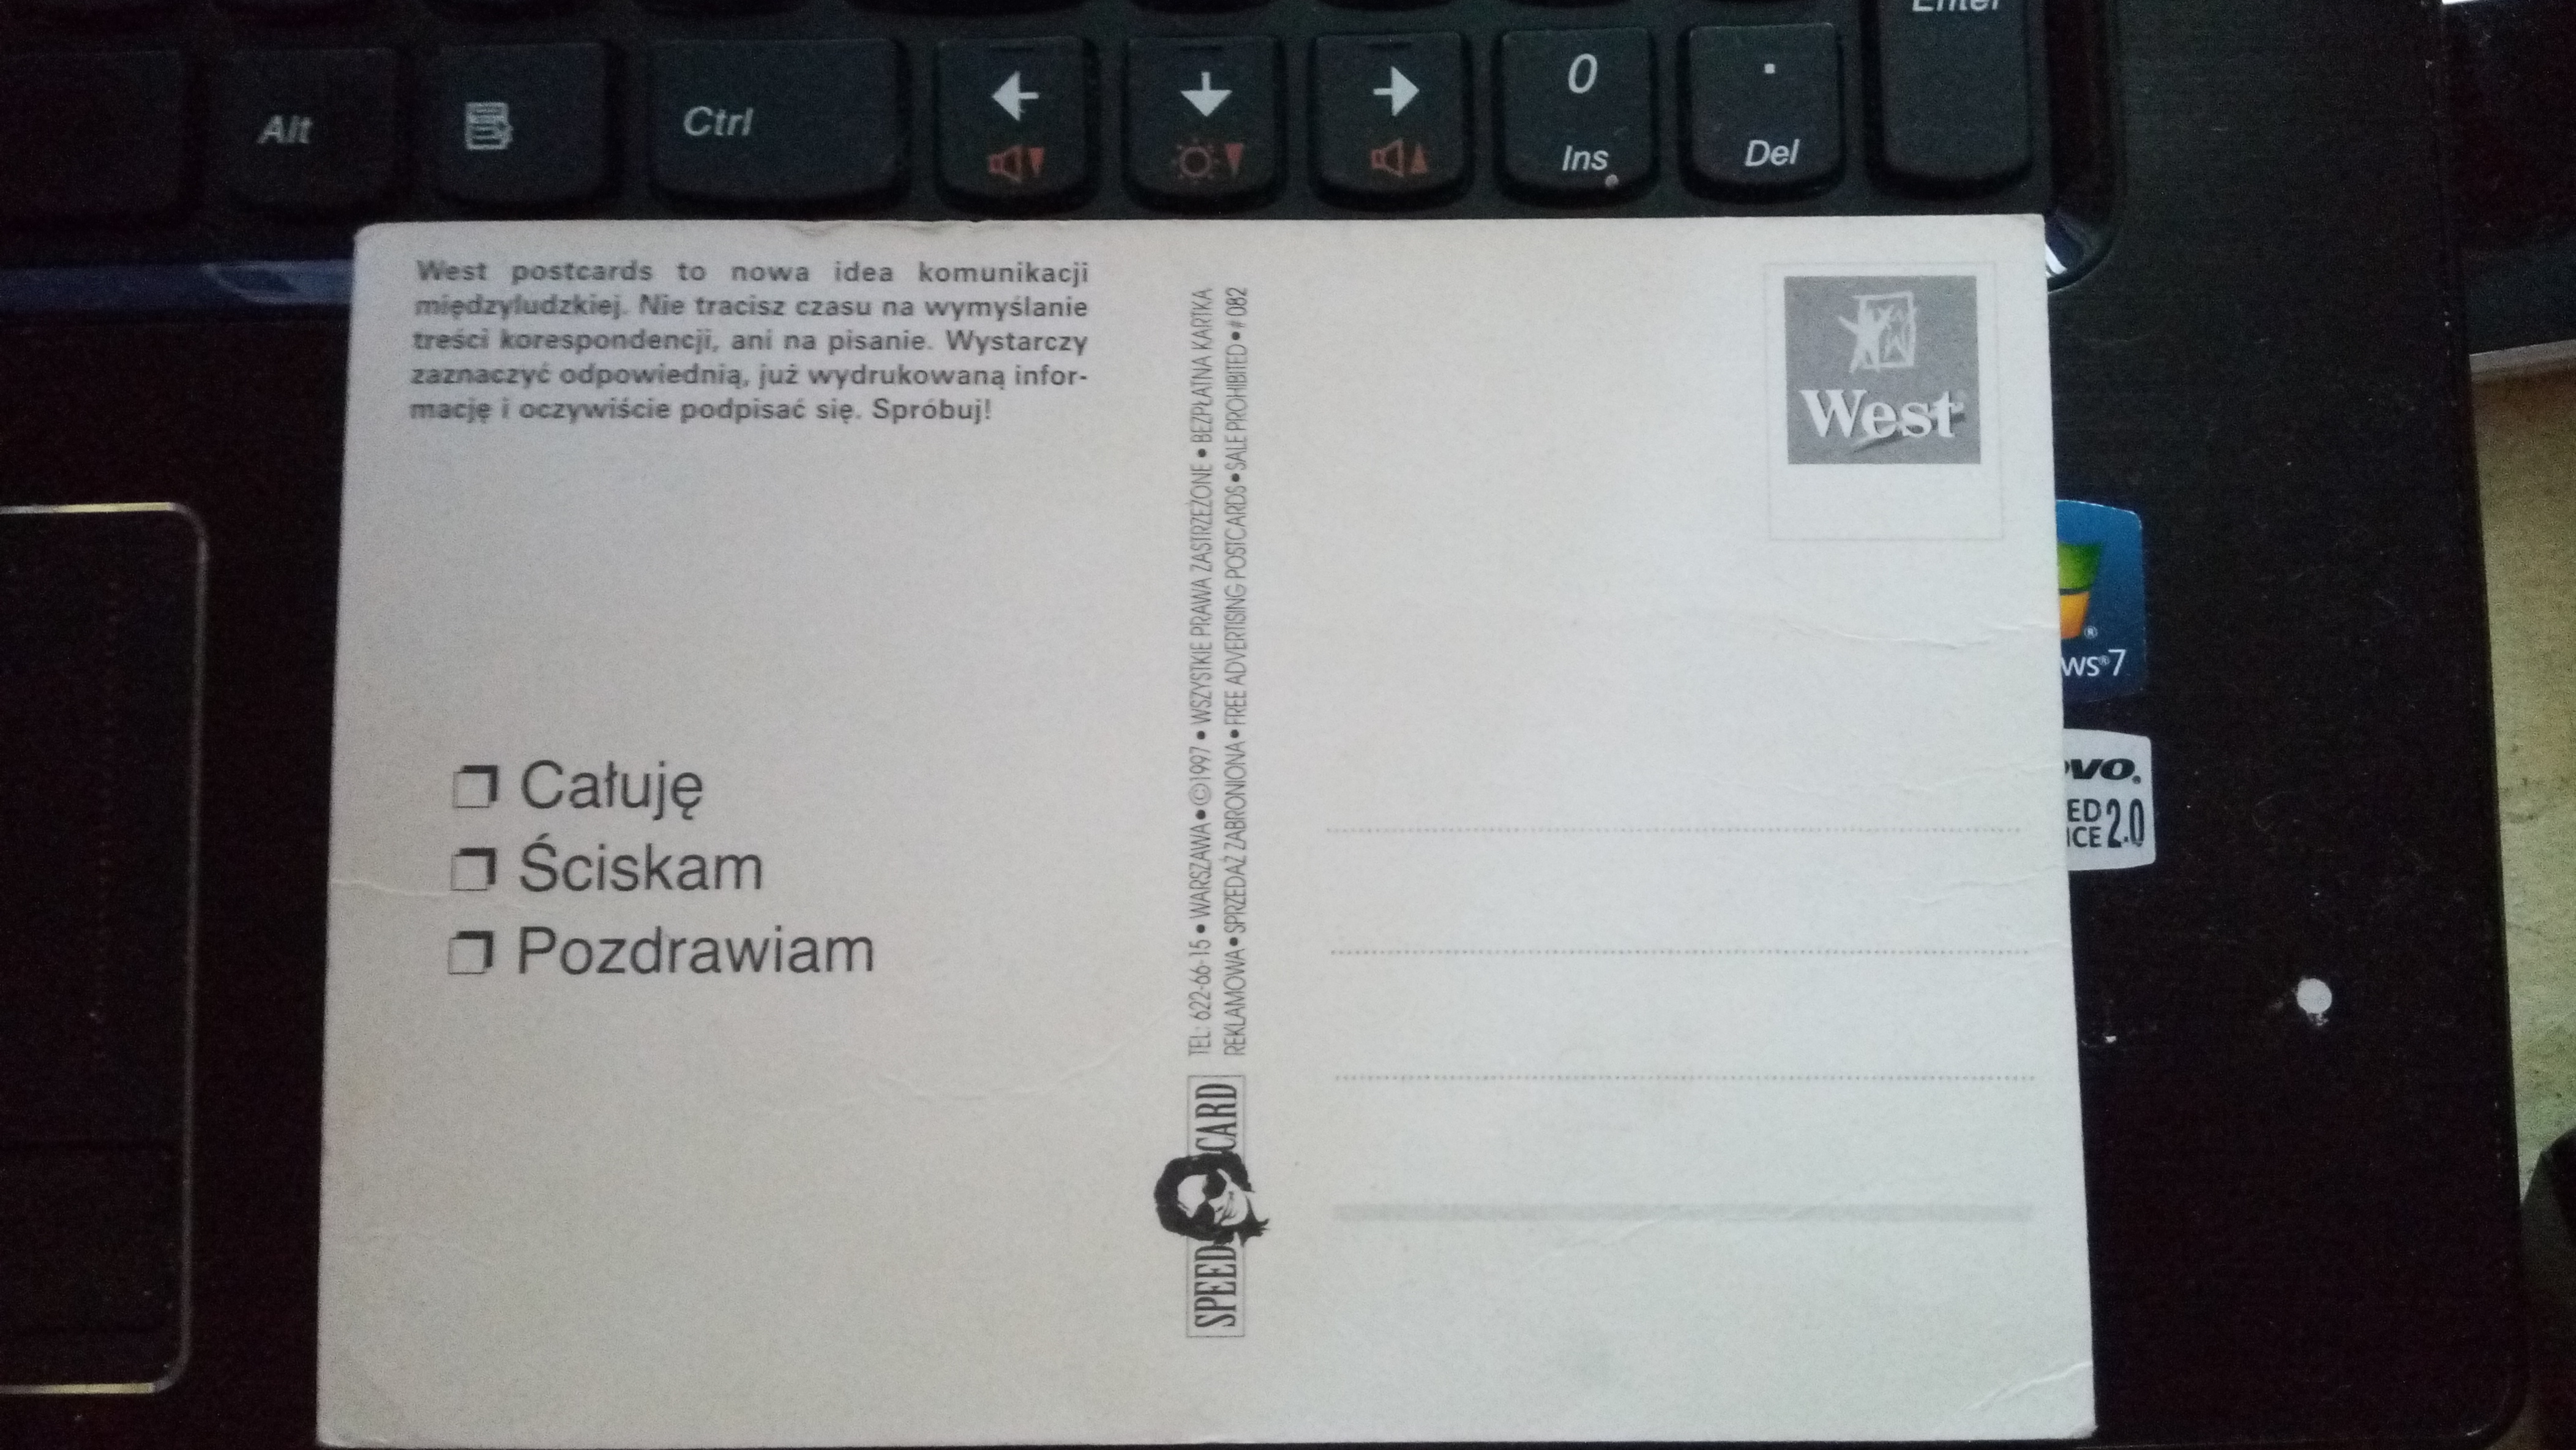 Enter
Alt
Ctrl
0
Ins
.
Del
West postcards to nowa idea komunikacji
międzyludzkiej. Nie tracisz czasu na wymyślanie
treści korespondencji, ani na pisanie. Wystarczy
zaznaczyć odpowiednią, już wydrukowaną infor-
mację i oczywiście podpisać się. Spróbuj!
Całuję
Ściskam
Pozdrawiam
SPEED CARD
TEL: 622-66-15 • WARSZAWA • ©1997 • WSZYSTKIE PRAWA ZASTRZEŻONE • BEZPŁATNA KARTKA
REKLAMOWA • SPRZEDAŻ ZABRONIONA • FREE ADVERTISING POSTCARDS • SALE PROHIBITED • #082
West
ws®7
ovo.
ED
ICE 2.0